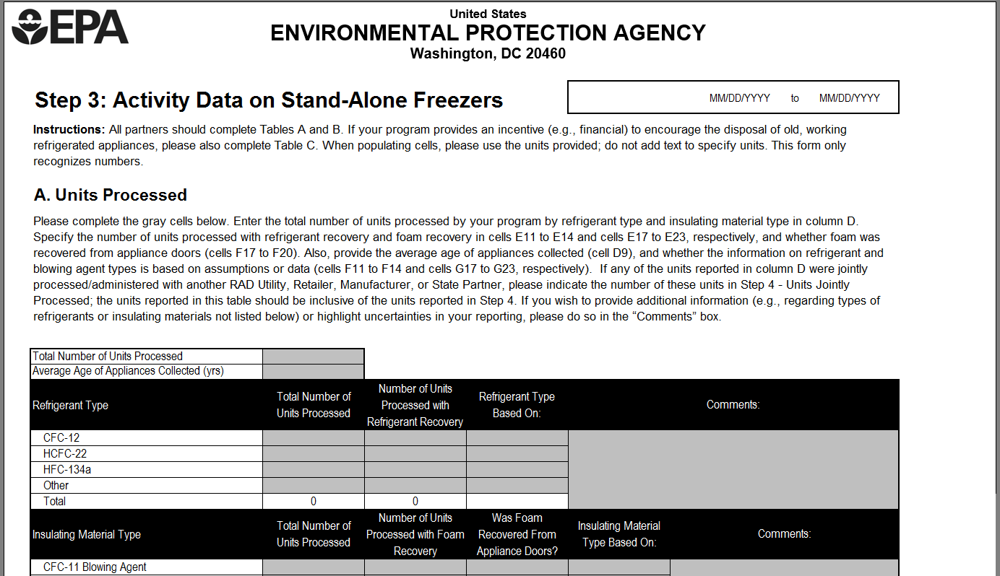 EPA
United States
ENVIRONMENTAL PROTECTION AGENCY
Washington, DC 20460
Step 3: Activity Data on Stand-Alone Freezers
MM/DD/YYYY to MM/DD/YYYY
Instructions: All partners should complete Tables A and B. If your program provides an incentive (e.g., financial) to encourage the disposal of old, working
refrigerated appliances, please also complete Table C. When populating cells, please use the units provided; do not add text to specify units. This form only
recognizes numbers.
A. Units Processed
Please complete the gray cells below. Enter the total number of units processed by your program by refrigerant type and insulating material type in column D.
Specify the number of units processed with refrigerant recovery and foam recovery in cells E11 to E14 and cells E17 to E23, respectively, and whether foam was
recovered from appliance doors (cells F17 to F20). Also, provide the average age of appliances collected (cell D9), and whether the information on refrigerant and
blowing agent types is based on assumptions or data (cells F11 to F14 and cells G17 to G23, respectively).  If any of the units reported in column D were jointly
processed/administered with another RAD Utility, Retailer, Manufacturer, or State Partner, please indicate the number of these units in Step 4 - Units Jointly
Processed; the units reported in this table should be inclusive of the units reported in Step 4. If you wish to provide additional information (e.g., regarding types of
refrigerants or insulating materials not listed below) or highlight uncertainties in your reporting, please do so in the “Comments” box.
Total Number of Units Processed
Average Age of Appliances Collected (yrs)
Refrigerant Type
Total Number of
Units Processed
Number of Units
Processed with
Refrigerant Recovery
Refrigerant Type
Based On:
Comments:
CFC-12
HCFC-22
HFC-134a
Other
Total 0 0
Insulating Material Type
Total Number of
Units Processed
Number of Units
Processed with Foam
Recovery
Was Foam
Recovered From
Appliance Doors?
Insulating Material
Type Based On:
Comments:
CFC-11 Blowing Agent